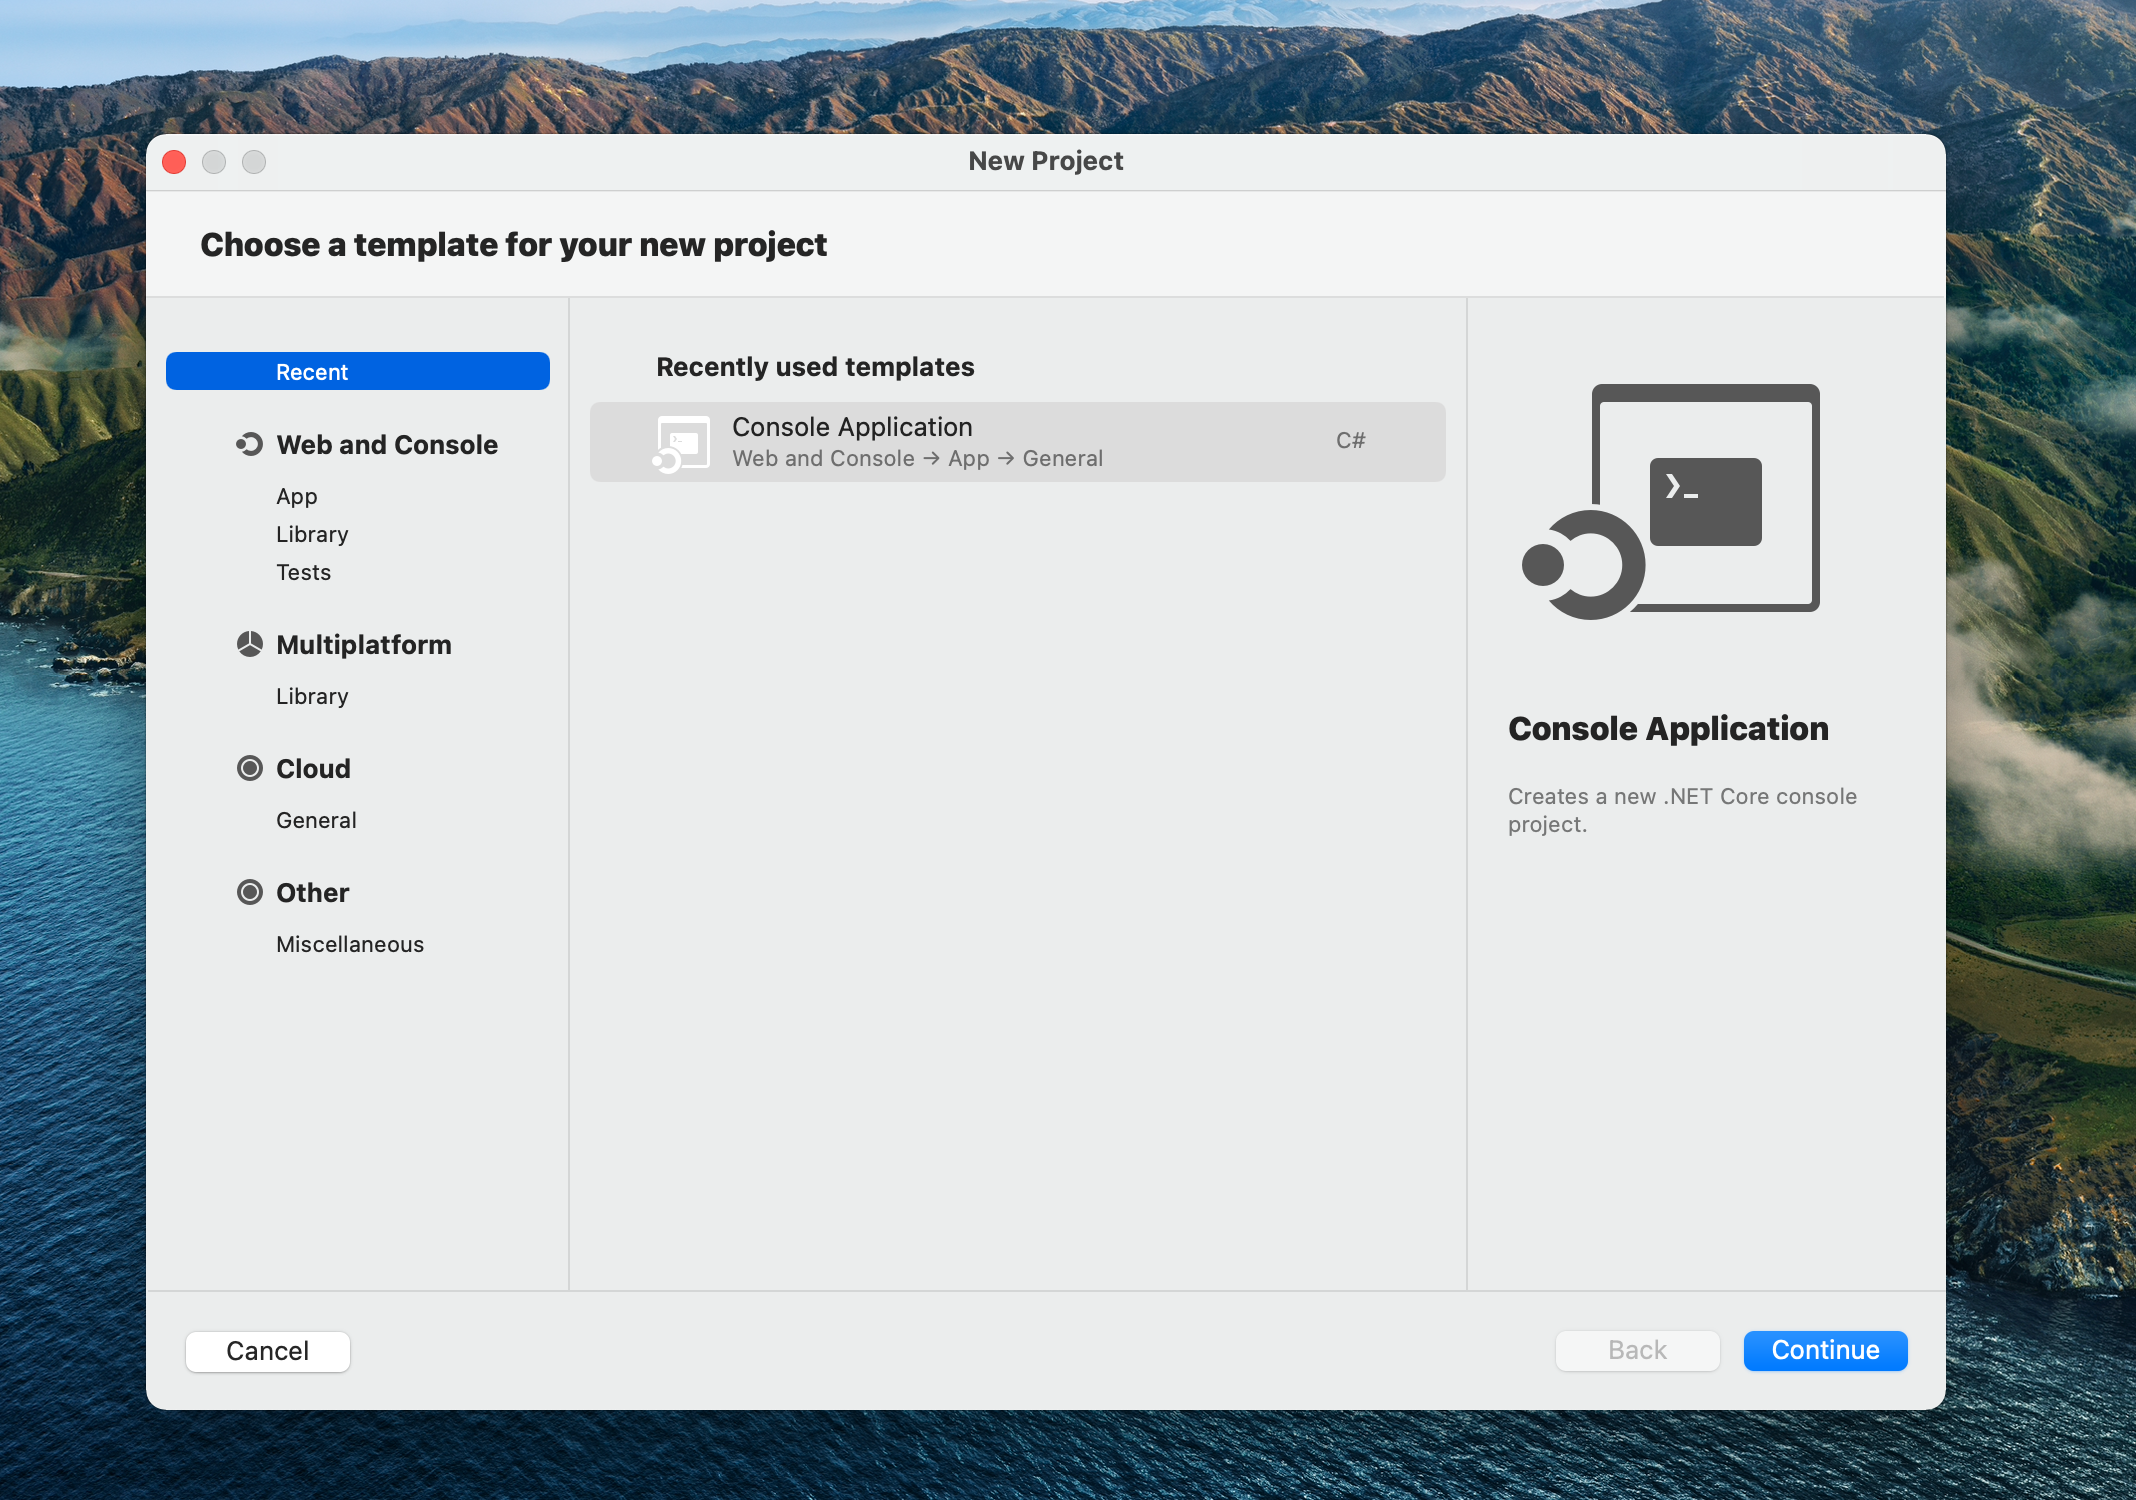 New Project
Choose a template for your new project
Recent
Web and Console
App
Library
Tests
Multiplatform
Library
Cloud
General
Other
Miscellaneous
Recently used templates
Console Application
Web and Console → App → General
C#
Console Application
Creates a new .NET Core console
project.
Cancel
Back
Continue